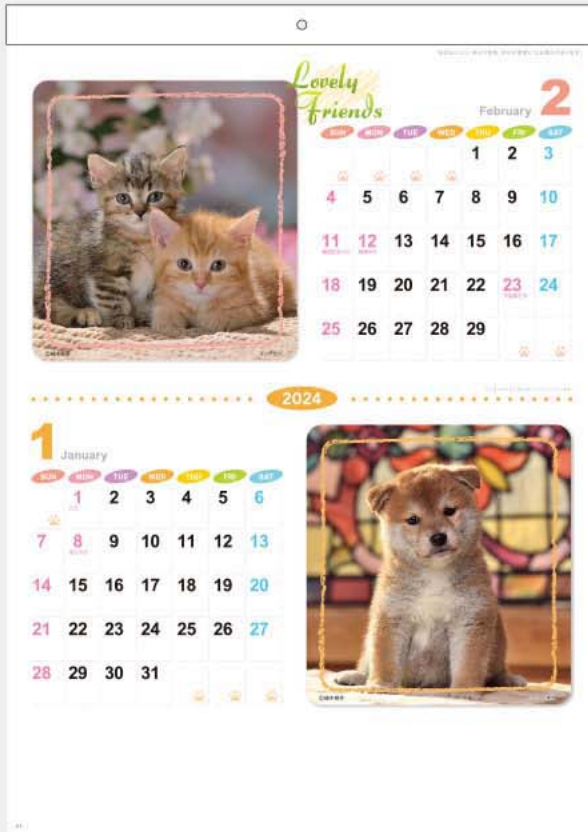 Lovely
Friends
February 2
SUN MON TUE WED THU FRI SAT
1 2 3
4 5 6 7 8 9 10
11 12 13 14 15 16 17
18 19 20 21 22 23 24
25 26 27 28 29
2024
1 January
SUN MON TUE WED THU FRI SAT
1 2 3 4 5 6
7 8 9 10 11 12 13
14 15 16 17 18 19 20
21 22 23 24 25 26 27
28 29 30 31